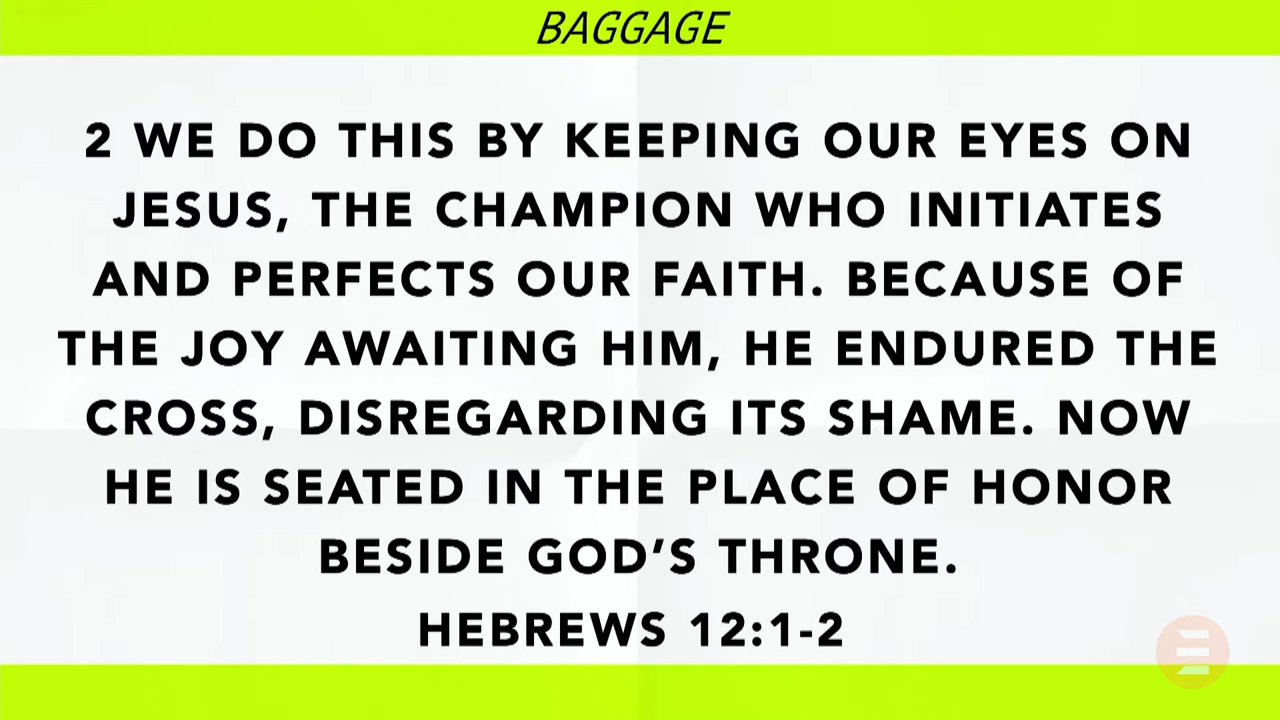 BAGGAGE
2 WE DO THIS BY KEEPING OUR EYES ON
JESUS, THE CHAMPION WHO INITIATES
AND PERFECTS OUR FAITH. BECAUSE OF
THE JOY AWAITING HIM, HE ENDURED THE
CROSS, DISREGARDING ITS SHAME. NOW
HE IS SEATED IN THE PLACE OF HONOR
BESIDE GOD’S THRONE.
HEBREWS 12:1-2